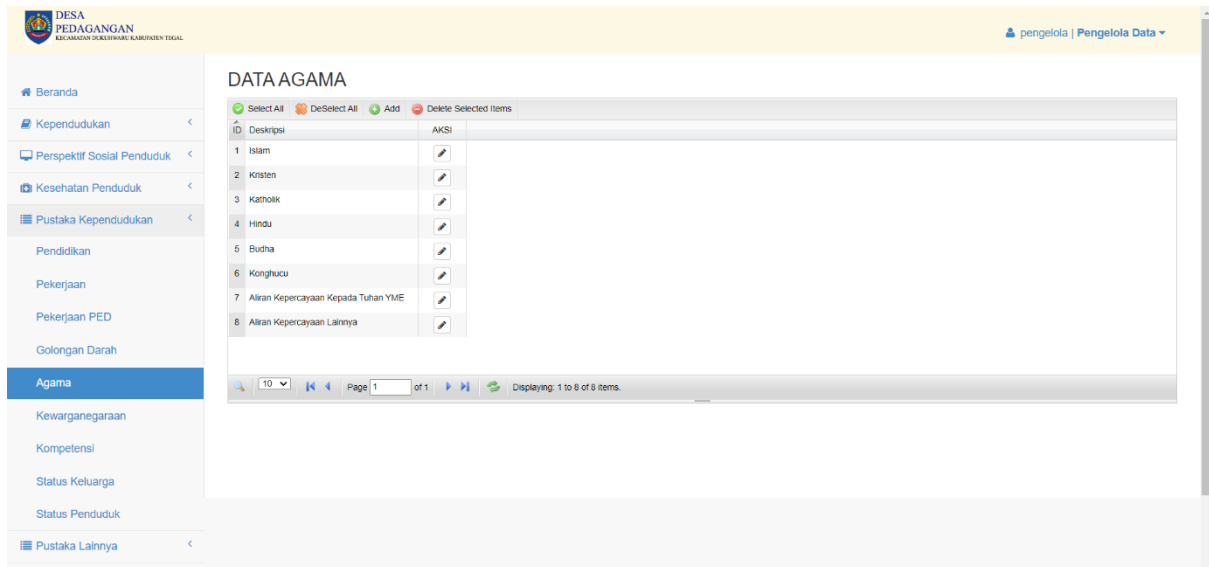 DESA
PEDAGANGAN
KECAMATAN DUKUHWARU KABUPATEN TEGAL
pengelola | Pengelola Data
Beranda
Kependudukan
Perspektif Sosial Penduduk
Kesehatan Penduduk
Pustaka Kependudukan
Pendidikan
Pekerjaan
Pekerjaan PED
Golongan Darah
Agama
Kewarganegaraan
Kompetensi
Status Keluarga
Status Penduduk
Pustaka Lainnya
DATA AGAMA
Select All DeSelect All Add Delete Selected Items
ID Deskripsi AKSI
1 Islam
2 Kristen
3 Katholik
4 Hindu
5 Budha
6 Konghucu
7 Aliran Kepercayaan Kepada Tuhan YME
8 Aliran Kepercayaan Lainnya
10 Page 1 of 1 Displaying: 1 to 8 of 8 items.